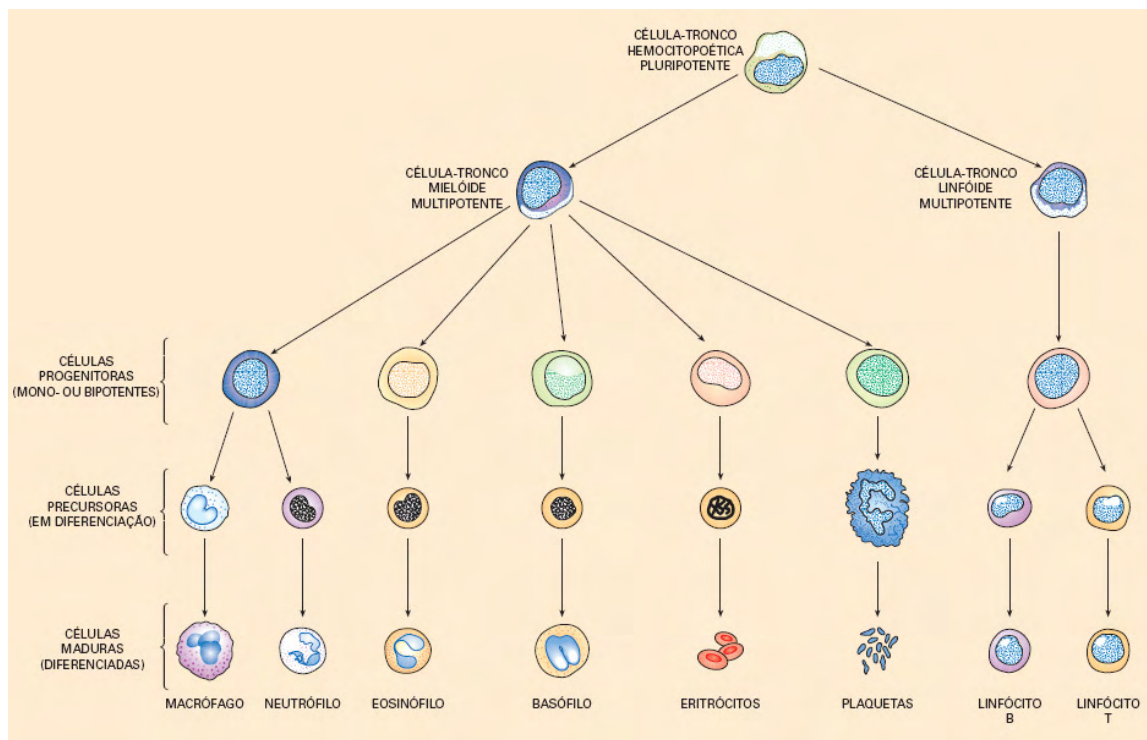 CÉLULA-TRONCO
HEMOCITOPOÉTICA
PLURIPOTENTE
CÉLULA-TRONCO
MIELÓIDE
MULTIPOTENTE
CÉLULA-TRONCO
LINFÓIDE
MULTIPOTENTE
CÉLULAS
PROGENITORAS
(MONO- OU BIPOTENTES)
CÉLULAS
PRECURSORAS
(EM DIFERENCIAÇÃO)
CÉLULAS
MADURAS
(DIFERENCIADAS)
MACRÓFAGO
NEUTRÓFILO
EOSINÓFILO
BASÓFILO
ERITRÓCITOS
PLAQUETAS
LINFÓCITO
B
LINFÓCITO
T